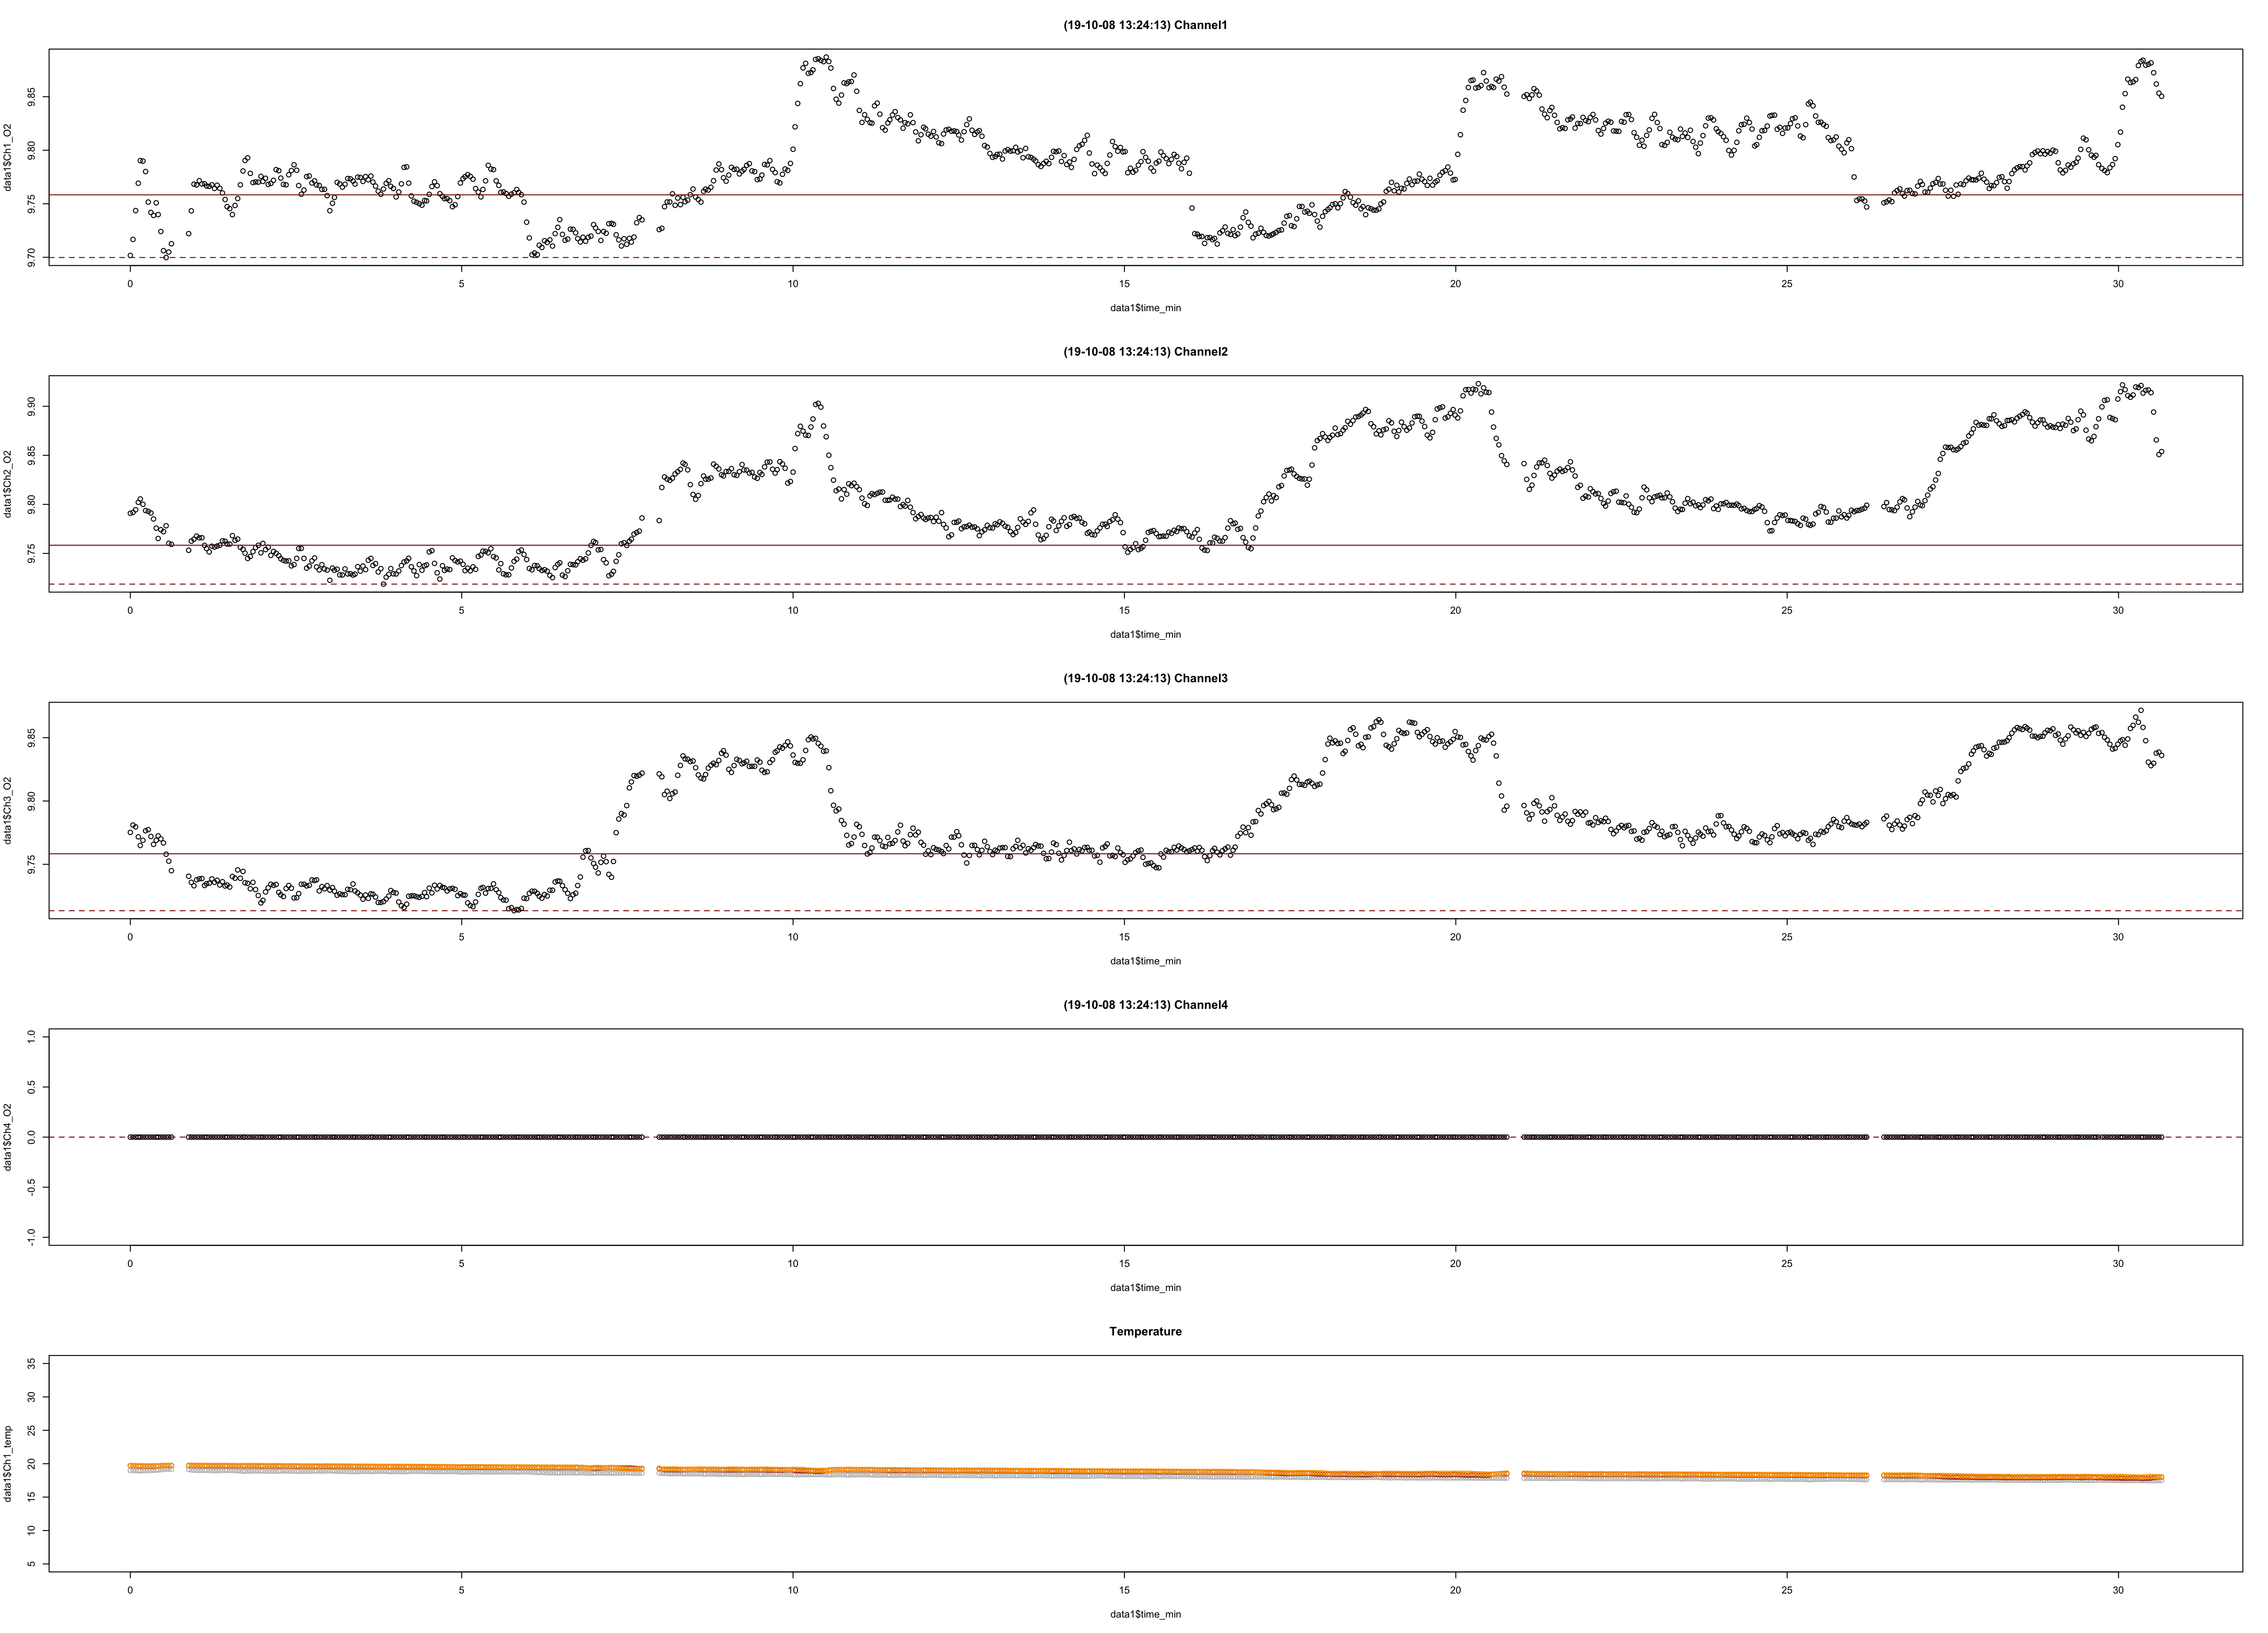 (19-10-08 13:24:13) Channel1
data1$Ch1_O2
9.70 9.75 9.80 9.85
0 5 10 15 20 25 30
data1$time_min
(19-10-08 13:24:13) Channel2
data1$Ch2_O2
9.75 9.80 9.85 9.90
0 5 10 15 20 25 30
data1$time_min
(19-10-08 13:24:13) Channel3
data1$Ch3_O2
9.75 9.80 9.85
0 5 10 15 20 25 30
data1$time_min
(19-10-08 13:24:13) Channel4
data1$Ch4_O2
-1.0 -0.5 0.0 0.5 1.0
0 5 10 15 20 25 30
data1$time_min
Temperature
data1$Ch1_temp
5 10 15 20 25 30 35
0 5 10 15 20 25 30
data1$time_min